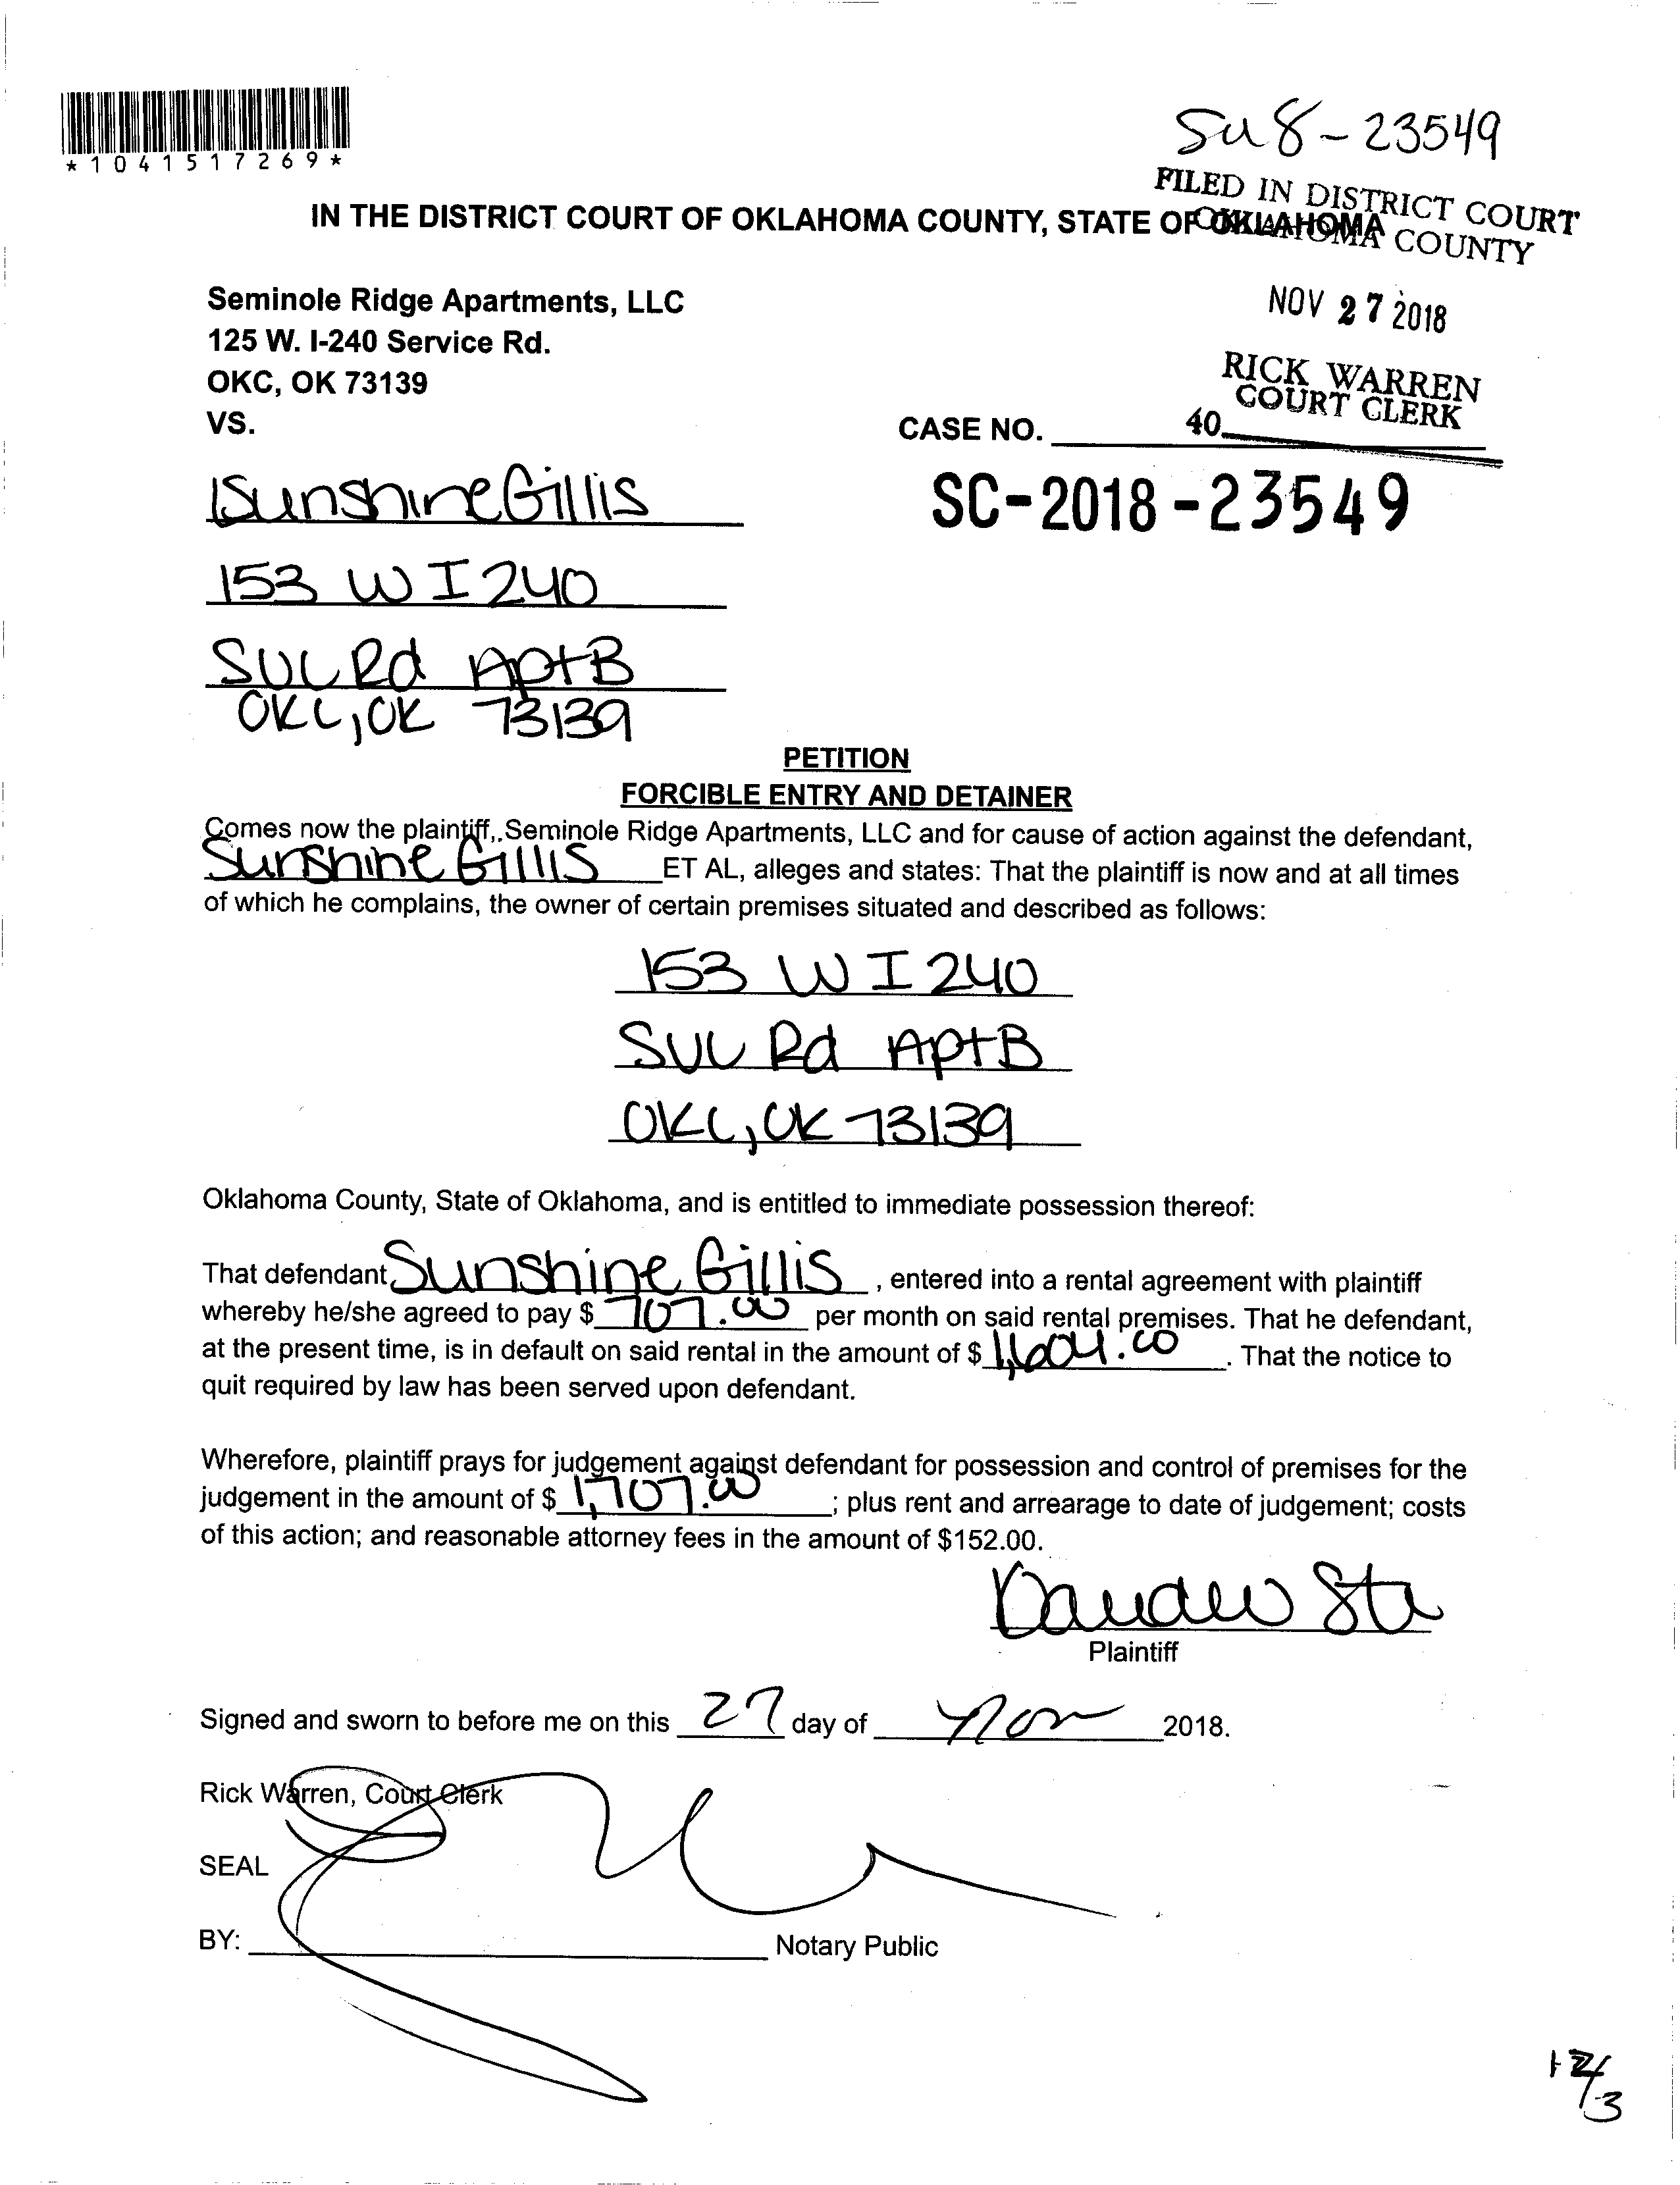 *1041517269*
23549
FILED IN DISTRICT COURT
OKLAHOMA COUNTY
IN THE DISTRICT COURT OF OKLAHOMA COUNTY, STATE OF OKLAHOMA
Seminole Ridge Apartments, LLC
125 W. I-240 Service Rd.
OKC, OK 73139
VS.
NOV 27 2018
RICK WARREN
COURT CLERK
CASE NO. 40
SC-2018-23549
Sunshine Gillis
153 W I 240
SVC Rd Apt B
OKC, OK 73139
PETITION
FORCIBLE ENTRY AND DETAINER
Comes now the plaintiff,.Seminole Ridge Apartments, LLC and for cause of action against the defendant,
Sunshine Gillis ET AL, alleges and states: That the plaintiff is now and at all times
of which he complains, the owner of certain premises situated and described as follows:
153 W I 240
SVC Rd Apt B
OKC, OK 73139
Oklahoma County, State of Oklahoma, and is entitled to immediate possession thereof:
That defendant Sunshine Gillis, entered into a rental agreement with plaintiff
whereby he/she agreed to pay $ 707.00 per month on said rental premises. That he defendant,
at the present time, is in default on said rental in the amount of $ 1,604.00. That the notice to
quit required by law has been served upon defendant.
Wherefore, plaintiff prays for judgement against defendant for possession and control of premises for the
judgement in the amount of $ 1,707.00; plus rent and arrearage to date of judgement; costs
of this action; and reasonable attorney fees in the amount of $152.00.
Plaintiff
Signed and sworn to before me on this 27 day of Nov 2018.
Rick Warren, Court Clerk
SEAL
BY: Notary Public
12/3